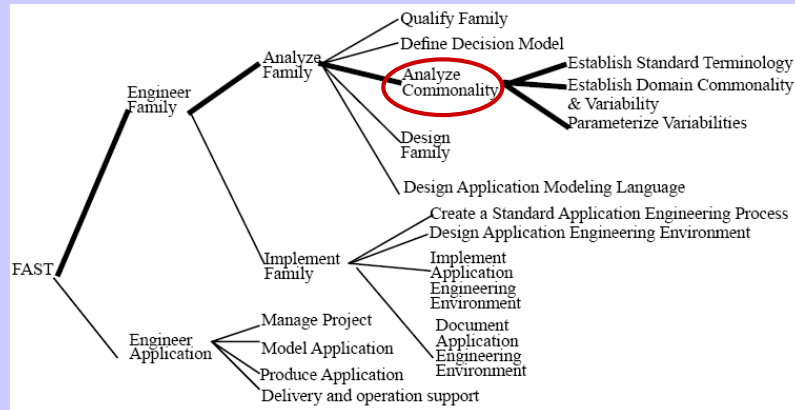 Qualify Family
Define Decision Model
Analyze
Family
Analyze
Commonality
Establish Standard Terminology
Establish Domain Commonality
& Variability
Parameterize Variabilities
Engineer
Family
Design
Family
Design Application Modeling Language
Create a Standard Application Engineering Process
Design Application Engineering Environment
Implement
Family
Implement
Application
Engineering
Environment
FAST
Document
Application
Engineering
Environment
Engineer
Application
Manage Project
Model Application
Produce Application
Delivery and operation support